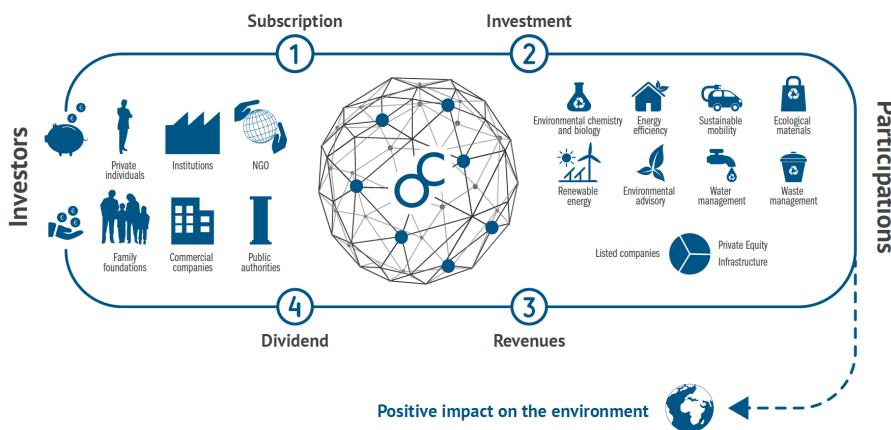 Subscription
Investment
1
2
Investors
Participations
€
€
Private
individuals
Institutions
NGO
Environmental chemistry
and biology
Energy
efficiency
Sustainable
mobility
Ecological
materials
OC
Renewable
energy
Environmental
advisory
Water
management
Waste
management
€
€
€
Family
foundations
Commercial
companies
Public
authorities
Listed companies
Private Equity
Infrastructure
4
3
Dividend
Revenues
Positive impact on the environment